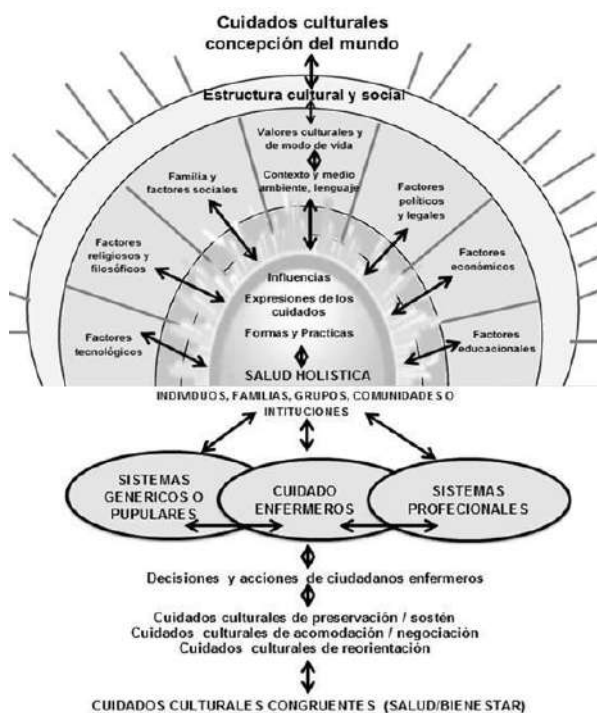 Cuidados culturales
concepción del mundo
Estructura cultural y social
Valores culturales y
de modo de vida
Familia y
factores sociales
Contexto y medio
ambiente, lenguaje
Factores
políticos
y legales
Factores
religiosos y
filosóficos
Factores
económicos
Influencias
Expresiones de los
cuidados
Formas y Practicas
Factores
tecnológicos
Factores
educacionales
SALUD HOLISTICA
INDIVIDUOS, FAMILIAS, GRUPOS, COMUNIDADES O
INTITUCIONES
SISTEMAS
GENERICOS O
PUPULARES
CUIDADO
ENFERMEROS
SISTEMAS
PROFECIONALES
Decisiones y acciones de ciudadanos enfermeros
Cuidados culturales de preservación / sostén
Cuidados culturales de acomodación / negociación
Cuidados culturales de reorientación
CUIDADOS CULTURALES CONGRUENTES (SALUD/BIENESTAR)